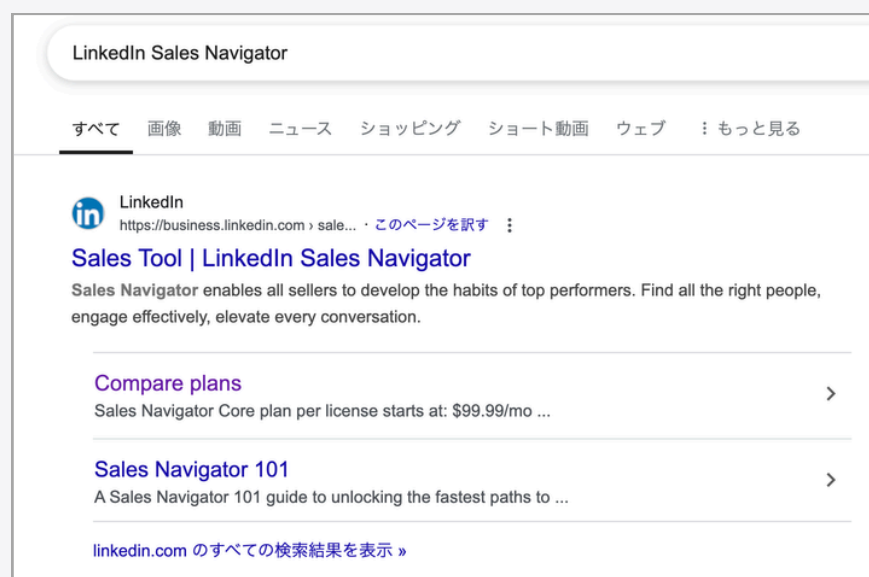 LinkedIn Sales Navigator
すべて 画像 動画 ニュース ショッピング ショート動画 ウェブ もっと見る
in
LinkedIn
https://business.linkedin.com › sale... · このページを訳す
Sales Tool | LinkedIn Sales Navigator
Sales Navigator enables all sellers to develop the habits of top performers. Find all the right people,
engage effectively, elevate every conversation.
Compare plans
Sales Navigator Core plan per license starts at: $99.99/mo ...
Sales Navigator 101
A Sales Navigator 101 guide to unlocking the fastest paths to ...
linkedin.com のすべての検索結果を表示 »